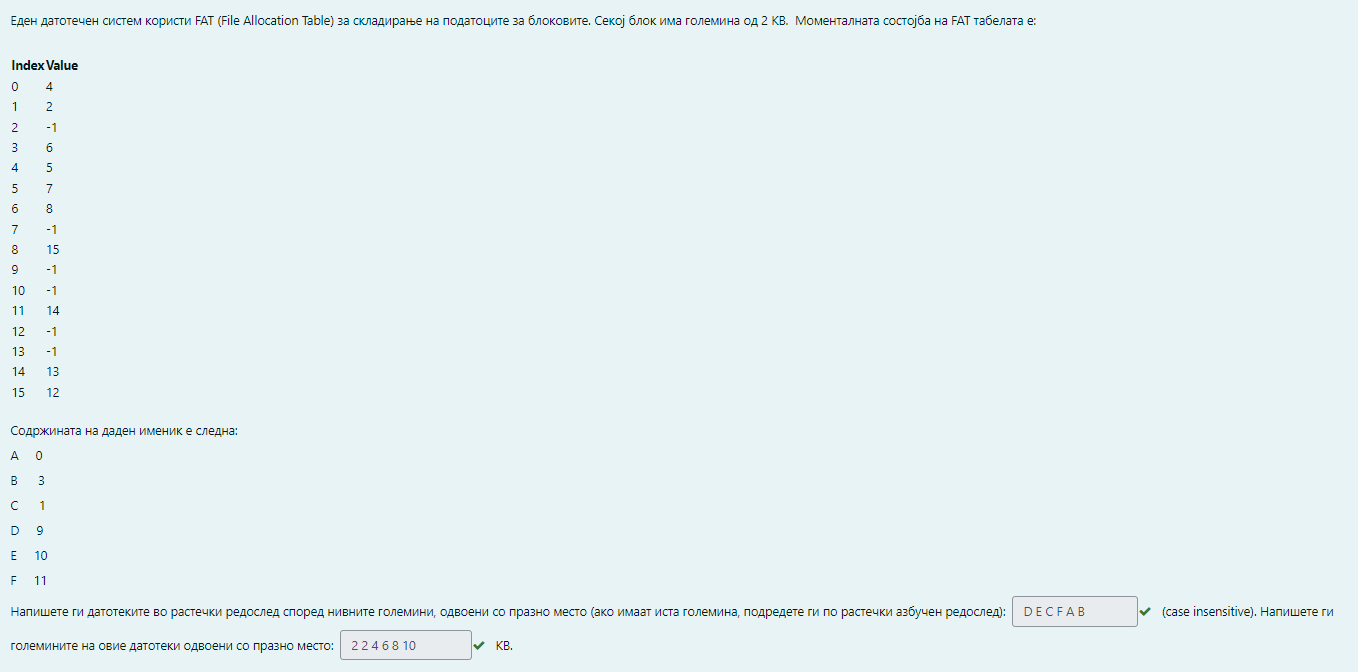 Еден датотечен систем користи FAT (File Allocation Table) за складирање на податоците за блоковите. Секој блок има големина од 2 KB. Моменталната состојба на FAT табелата е:
Index Value
0 4
1 2
2 -1
3 6
4 5
5 7
6 8
7 -1
8 15
9 -1
10 -1
11 14
12 -1
13 -1
14 13
15 12
Содржината на даден именик е следна:
A 0
B 3
C 1
D 9
E 10
F 11
Напишете ги датотеките во растечки редослед според нивните големини, одвоени со празно место (ако имаат иста големина, подредете ги по растечки азбучен редослед): D E C F A B (case insensitive). Напишете ги
големините на овие датотеки одвоени со празно место: 2 2 4 6 8 10 KB.